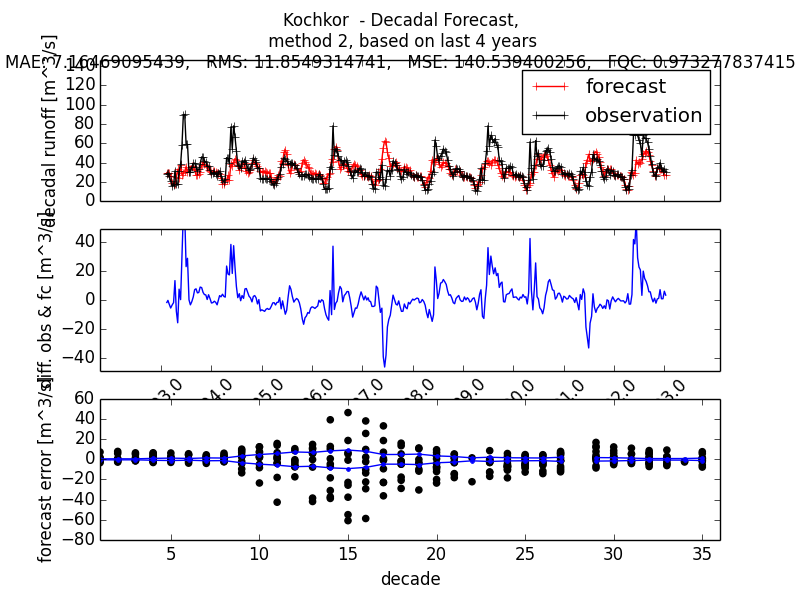 Kochkor - Decadal Forecast,
method 2, based on last 4 years
MAE: 7.16469095439, RMS: 11.8549314741, MSE: 140.539400256, FQC: 0.973277837415
decadal runoff [m^3/s]
140
120
100
80
60
40
20
0
forecast
observation
diff. obs & fc [m^3/s]
40
20
0
−20
−40
forecast error [m^3/s]
60
40
20
0
−20
−40
−60
−80
5 10 15 20 25 30 35
decade